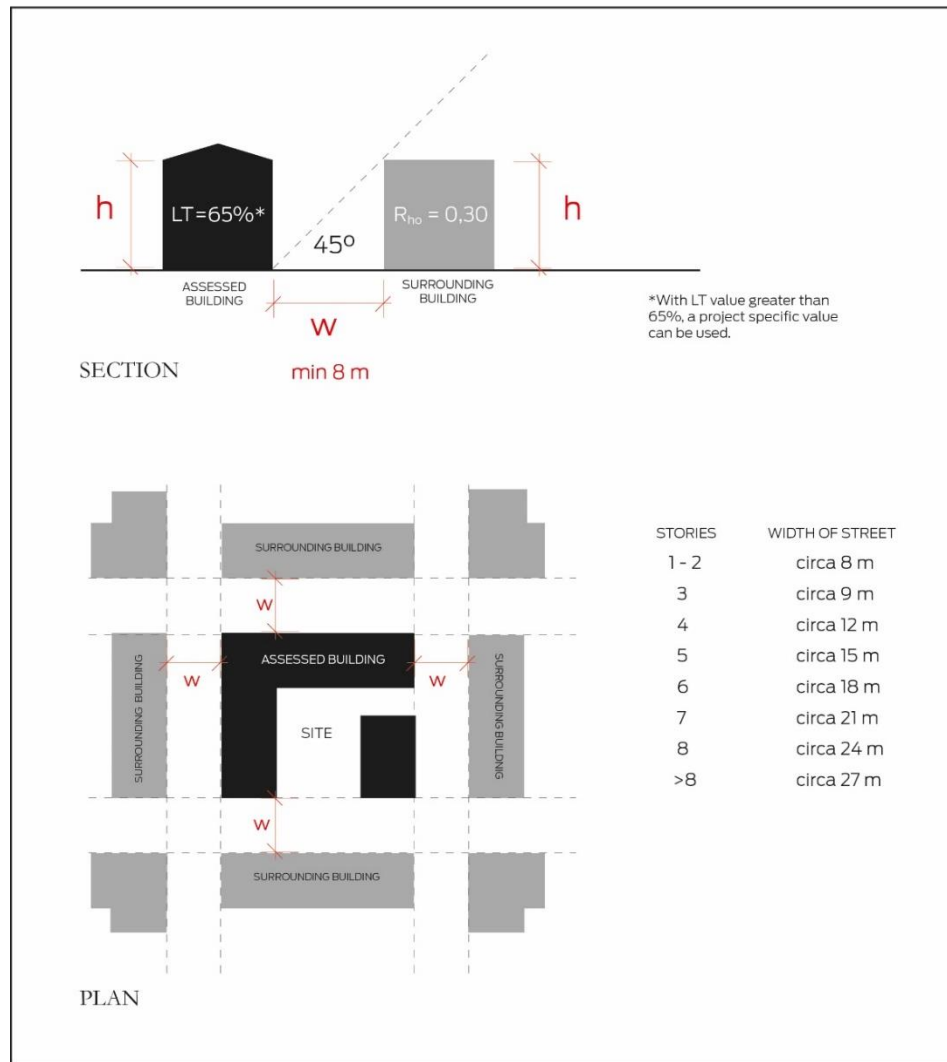 h
LT=65%*
45º
Rho = 0,30
h
ASSESSED
BUILDING
SURROUNDING
BUILDING
W
min 8 m
*With LT value greater than
65%, a project specific value
can be used.
SECTION
SURROUNDING BUILDING
w
SURROUNDING BUILDING
w
ASSESSED BUILDING
w
SURROUNDING BUILDNIG
SITE
w
SURROUNDING BUILDING
STORIES WIDTH OF STREET
1 - 2 circa 8 m
3 circa 9 m
4 circa 12 m
5 circa 15 m
6 circa 18 m
7 circa 21 m
8 circa 24 m
>8 circa 27 m
PLAN